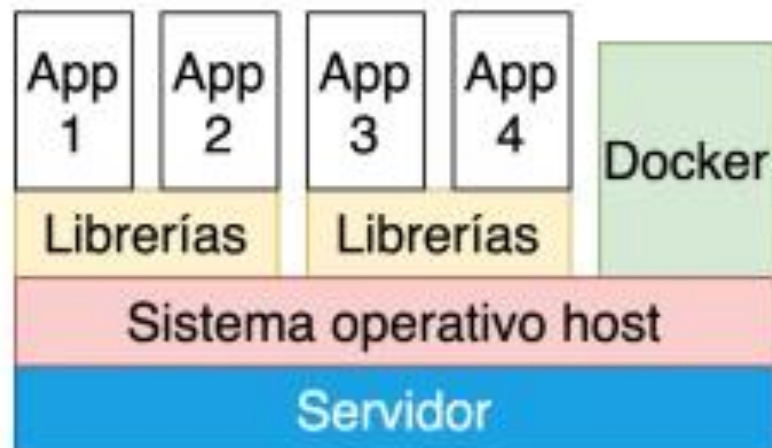 App
1
App
2
App
3
App
4
Docker
Librerías
Librerías
Sistema operativo host
Servidor